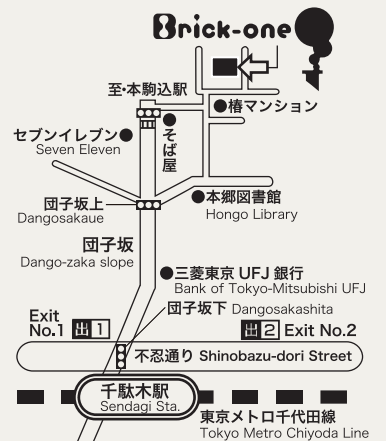 Brick-one
至・本駒込駅
椿マンション
セブンイレブン
Seven Eleven
そば屋
団子坂上
Dangosakaue
本郷図書館
Hongo Library
団子坂
Dango-zaka slope
三菱東京 UFJ 銀行
Bank of Tokyo-Mitsubishi UFJ
団子坂下 Dangosakashita
Exit
No.1 出 1
出 2 Exit No.2
不忍通り Shinobazu-dori Street
千駄木駅
Sendagi Sta.
東京メトロ千代田線
Tokyo Metro Chiyoda Line